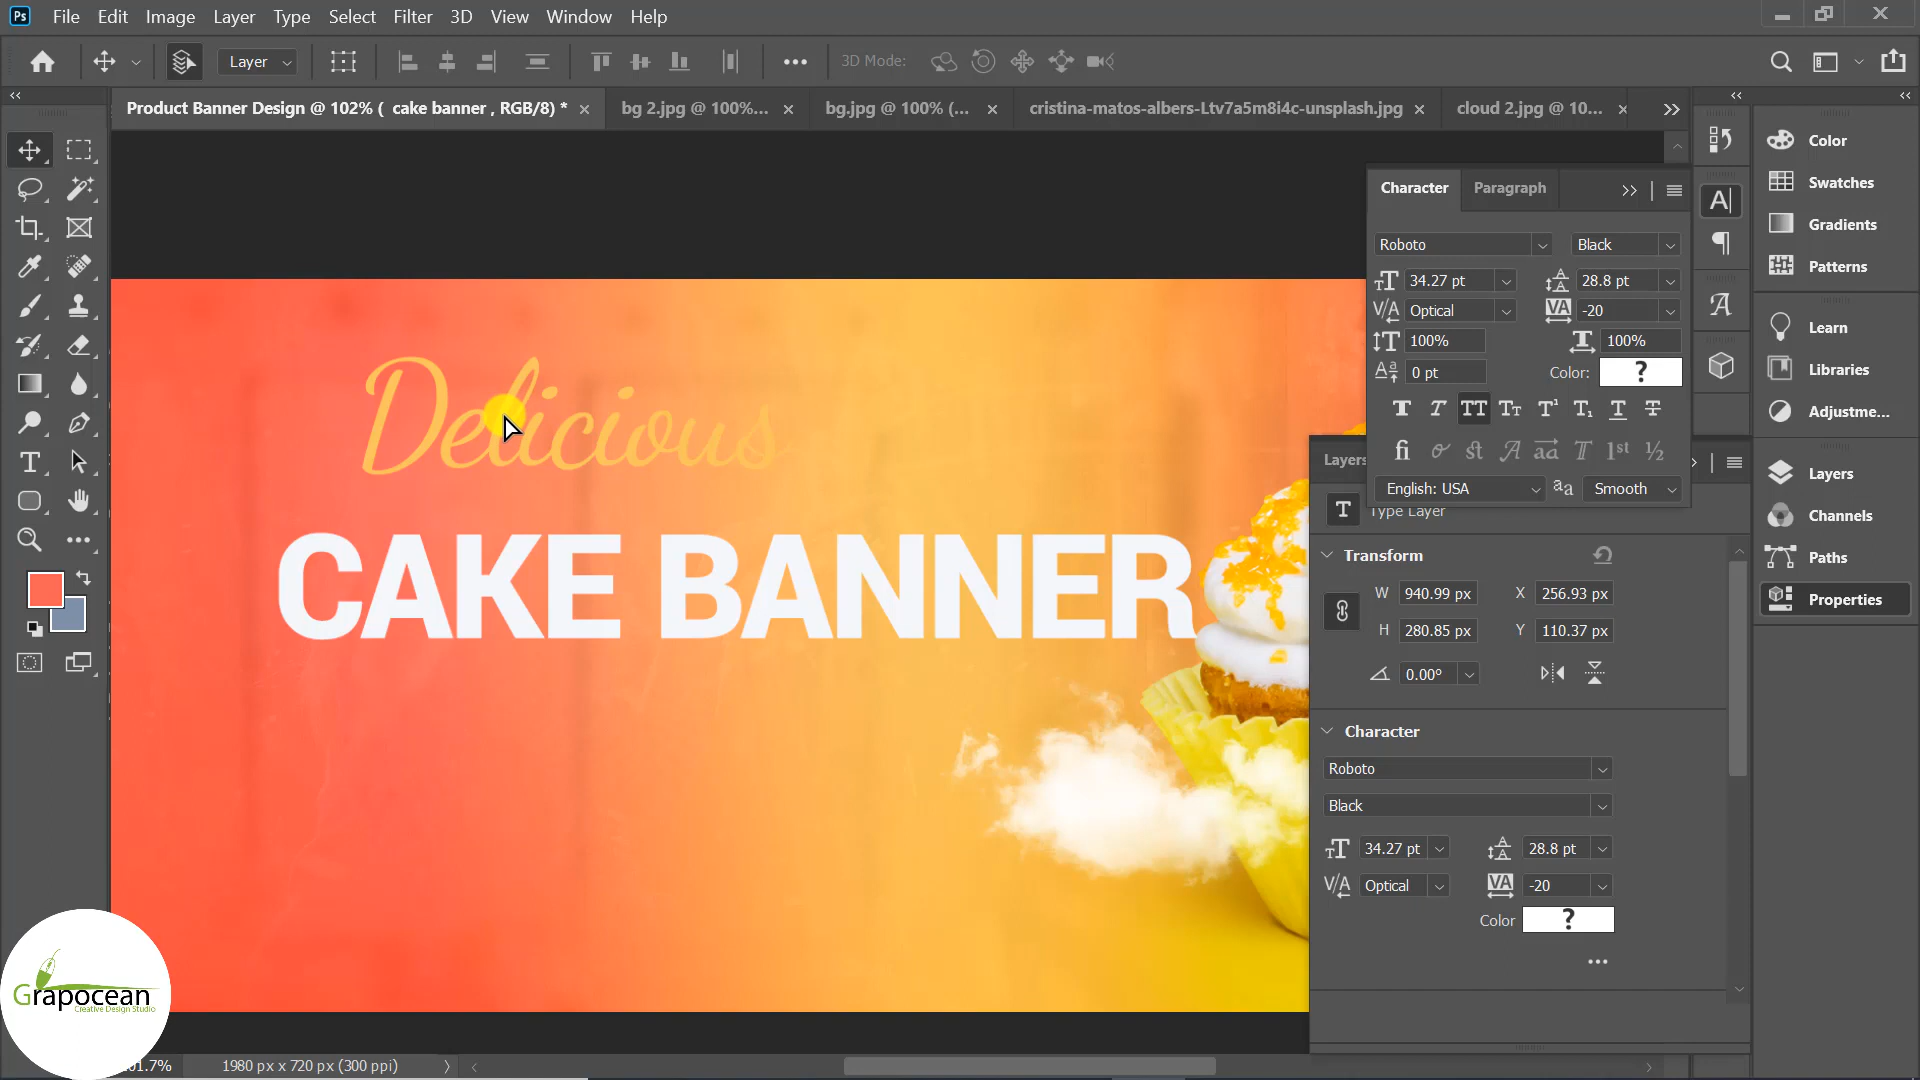 Ps File Edit Image Layer Type Select Filter 3D View Window Help
Layer 3D Mode:
Product Banner Design @ 102% ( cake banner , RGB/8) * bg 2.jpg @ 100%... bg.jpg @ 100% (... cristina-matos-albers-Ltv7a5m8i4c-unsplash.jpg cloud 2.jpg @ 10...
Character Paragraph
Roboto Black
34.27 pt 28.8 pt
Optical -20
100% 100%
0 pt Color: ?
English: USA Smooth
Layers
Type Layer
Transform
W 940.99 px X 256.93 px
H 280.85 px Y 110.37 px
0.00º
Character
Roboto
Black
34.27 pt 28.8 pt
Optical -20
Color ?
Color
Swatches
Gradients
Patterns
Learn
Libraries
Adjustme...
Layers
Channels
Paths
Properties
Delicious
CAKE BANNER
Grapocean
Creative Design Studio
1980 px x 720 px (300 ppi)